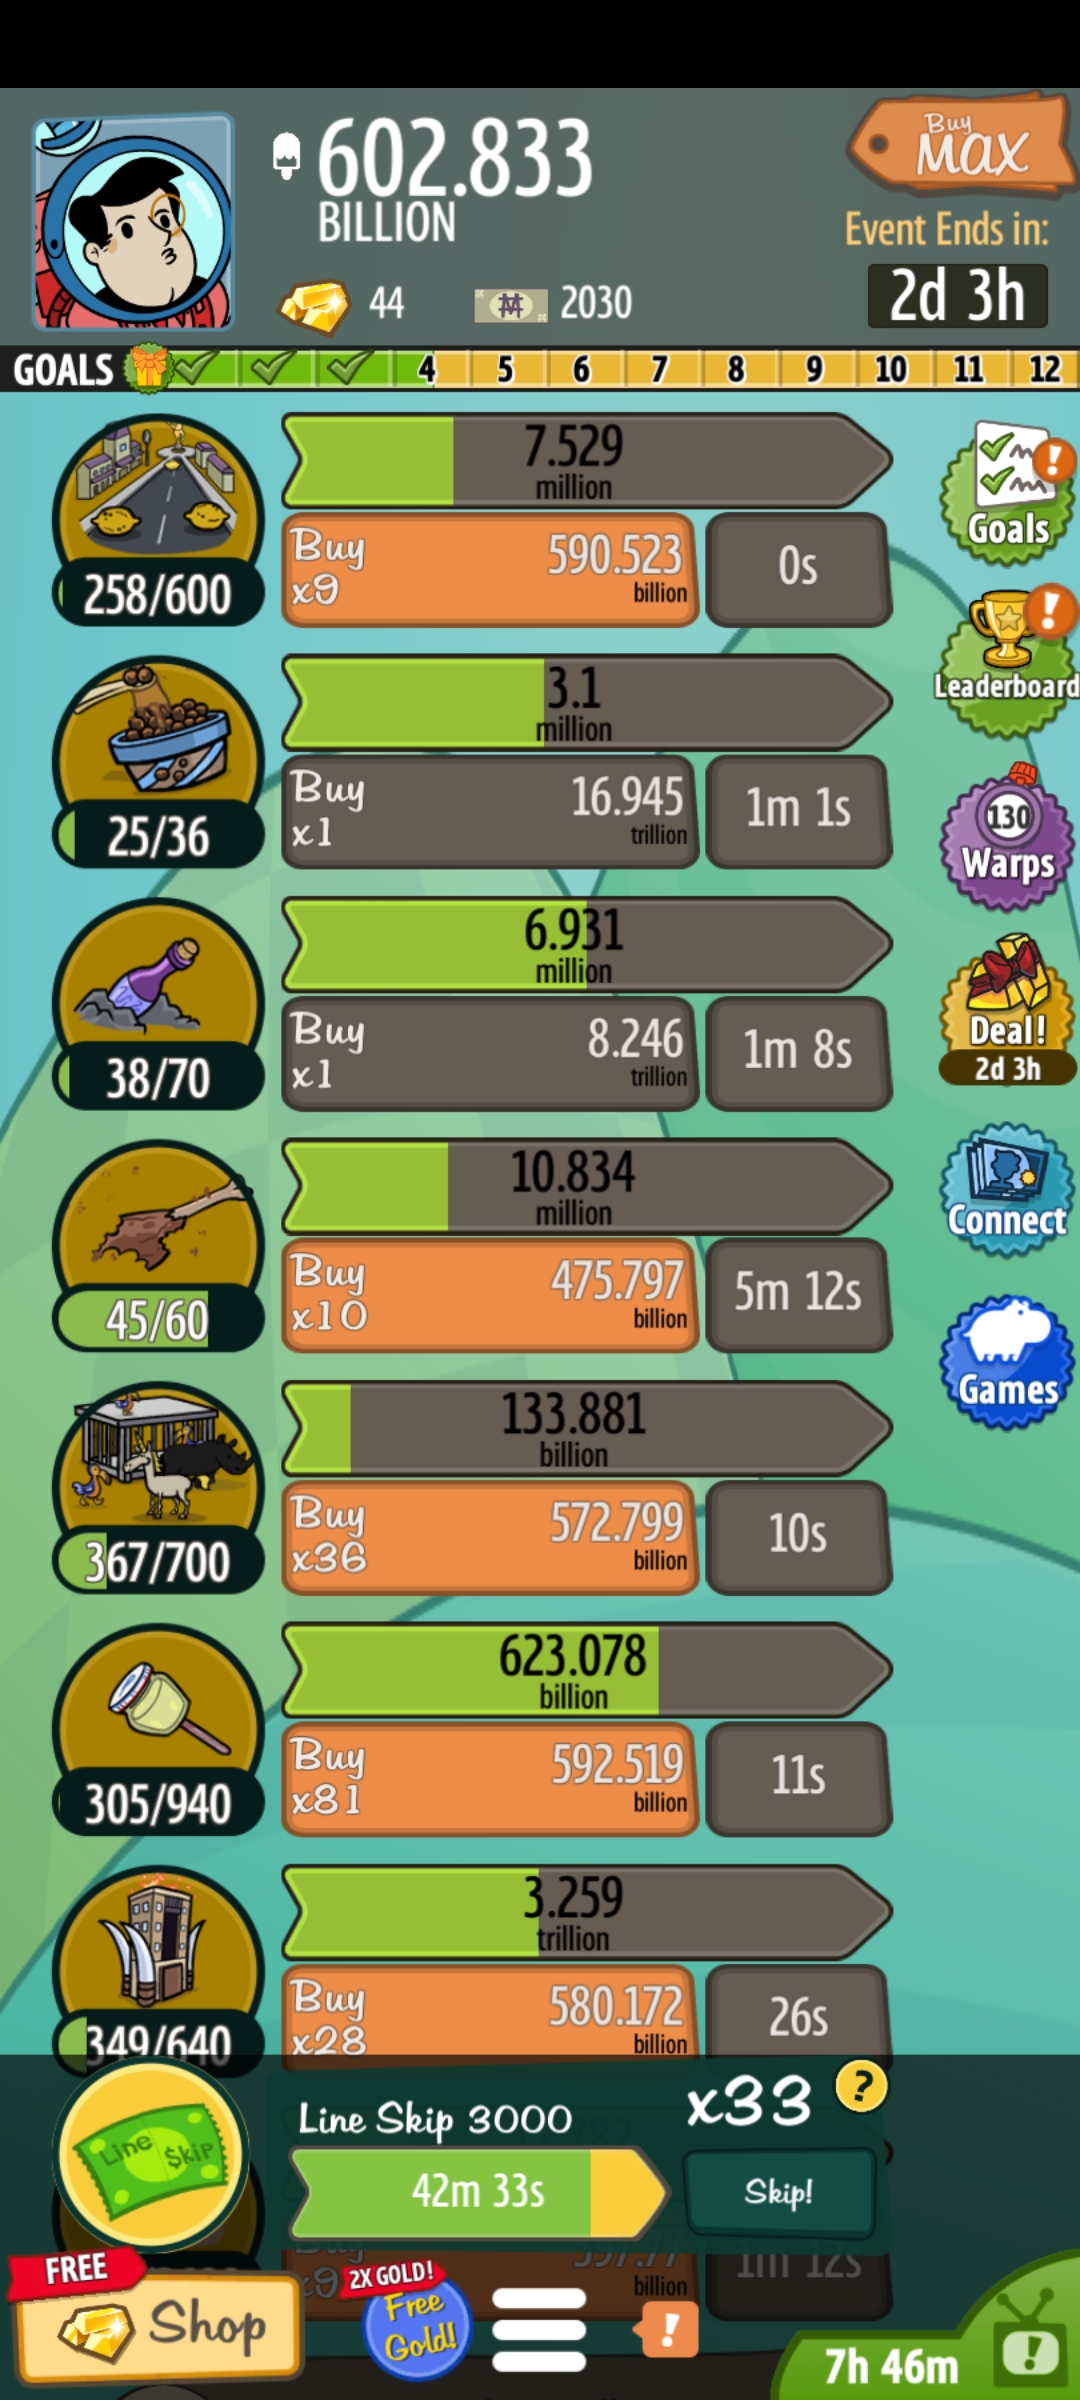 602.833
BILLION
Buy
MAX
Event Ends in:
2d 3h
44
2030
GOALS 4 5 6 7 8 9 10 11 12
7.529
million
Buy
x9
590.523
billion
0s
258/600
Goals
3.1
million
Buy
x1
16.945
trillion
1m 1s
25/36
Leaderboard
6.931
million
Buy
x1
8.246
trillion
1m 8s
38/70
130
Warps
Deal!
2d 3h
10.834
million
Buy
x10
475.797
billion
5m 12s
45/60
Connect
133.881
billion
Buy
x36
572.799
billion
10s
367/700
Games
623.078
billion
Buy
x81
592.519
billion
11s
305/940
3.259
trillion
Buy
x28
580.172
billion
26s
349/640
Line Skip
Line Skip 3000
x33
?
42m 33s
Skip!
Buy
x9
597.77
billion
1m 12s
FREE
Shop
2X GOLD!
Free
Gold!
!
7h 46m